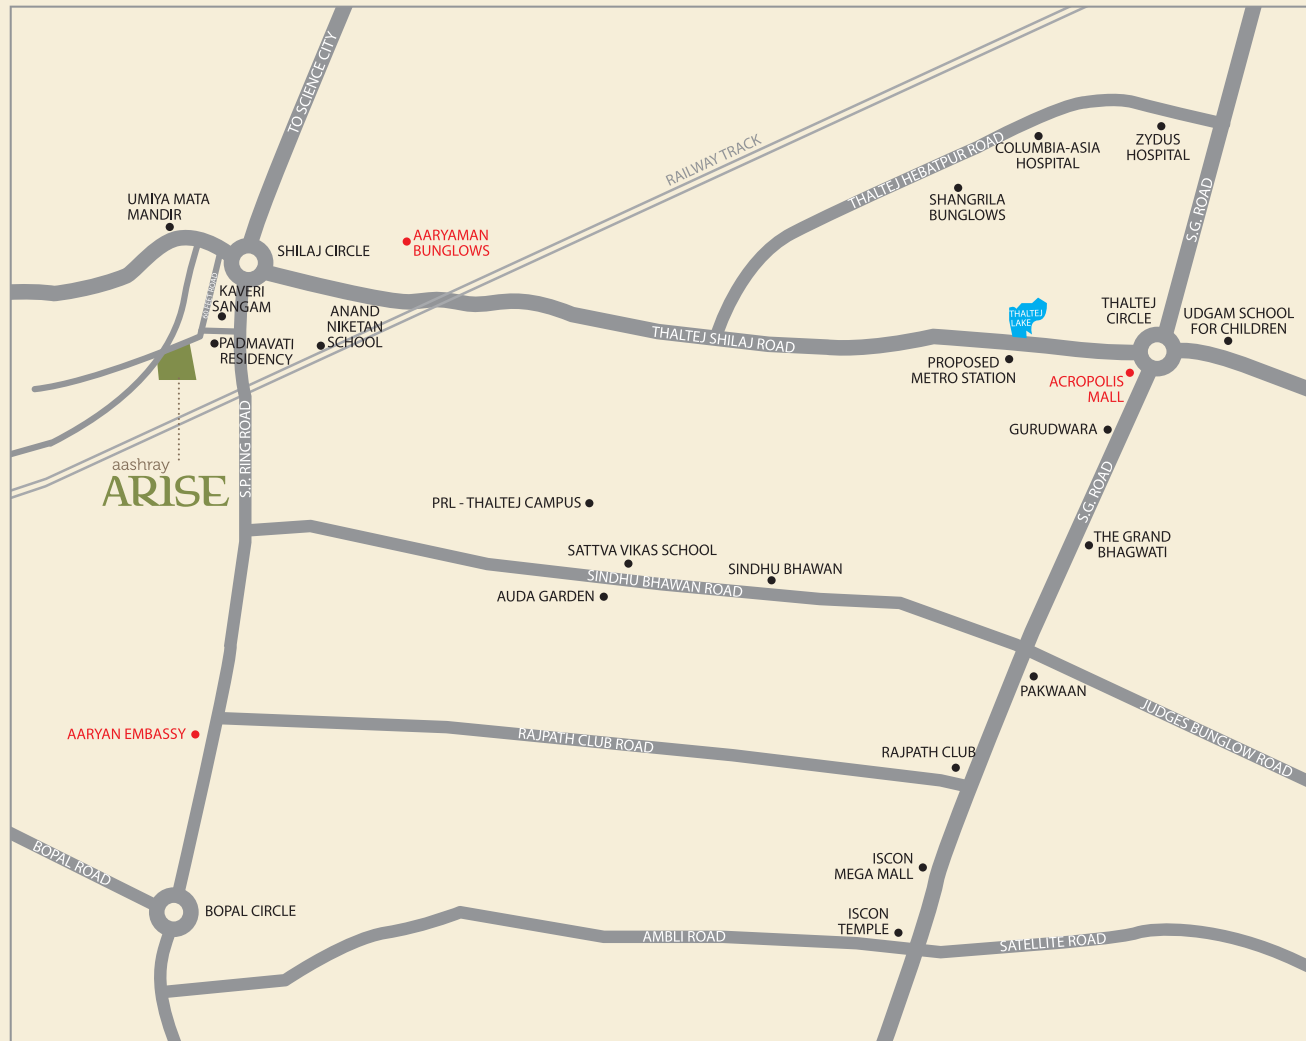 TO SCIENCE CITY
RAILWAY TRACK
THALTEJ HEBATPUR ROAD
COLUMBIA-ASIA
HOSPITAL
ZYDUS
HOSPITAL
SHANGRILA
BUNGLOWS
S.G. ROAD
UMIYA MATA
MANDIR
SHILAJ CIRCLE
AARYAMAN
BUNGLOWS
KAVERI
SANGAM
ANAND
NIKETAN
SCHOOL
PADMAVATI
RESIDENCY
THALTEJ SHILAJ ROAD
THALTEJ
LAKE
THALTEJ
CIRCLE
UDGAM SCHOOL
FOR CHILDREN
PROPOSED
METRO STATION
ACROPOLIS
MALL
GURUDWARA
S.P. RING ROAD
aashray
ARISE
S.G. ROAD
PRL - THALTEJ CAMPUS
THE GRAND
BHAGWATI
SATTVA VIKAS SCHOOL
SINDHU BHAWAN
SINDHU BHAWAN ROAD
AUDA GARDEN
PAKWAAN
JUDGES BUNGLOW ROAD
AARYAN EMBASSY
RAJPATH CLUB ROAD
RAJPATH CLUB
BOPAL ROAD
ISCON
MEGA MALL
BOPAL CIRCLE
ISCON
TEMPLE
AMBLI ROAD
SATELLITE ROAD